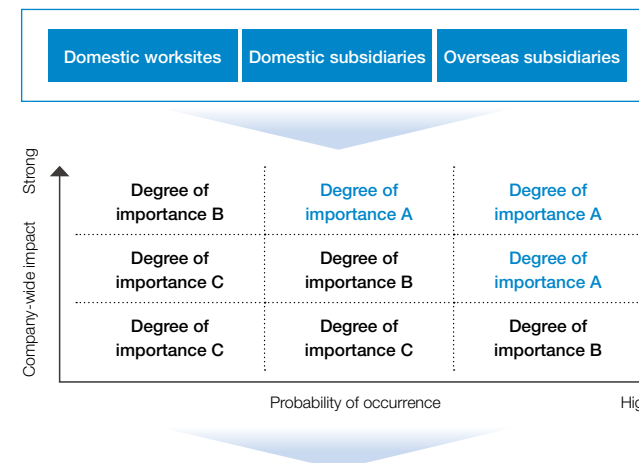 Domestic worksites Domestic subsidiaries Overseas subsidiaries
Strong
Company-wide impact
Degree of importance B
Degree of importance A
Degree of importance A
Degree of importance C
Degree of importance B
Degree of importance A
Degree of importance C
Degree of importance C
Degree of importance B
Probability of occurrence